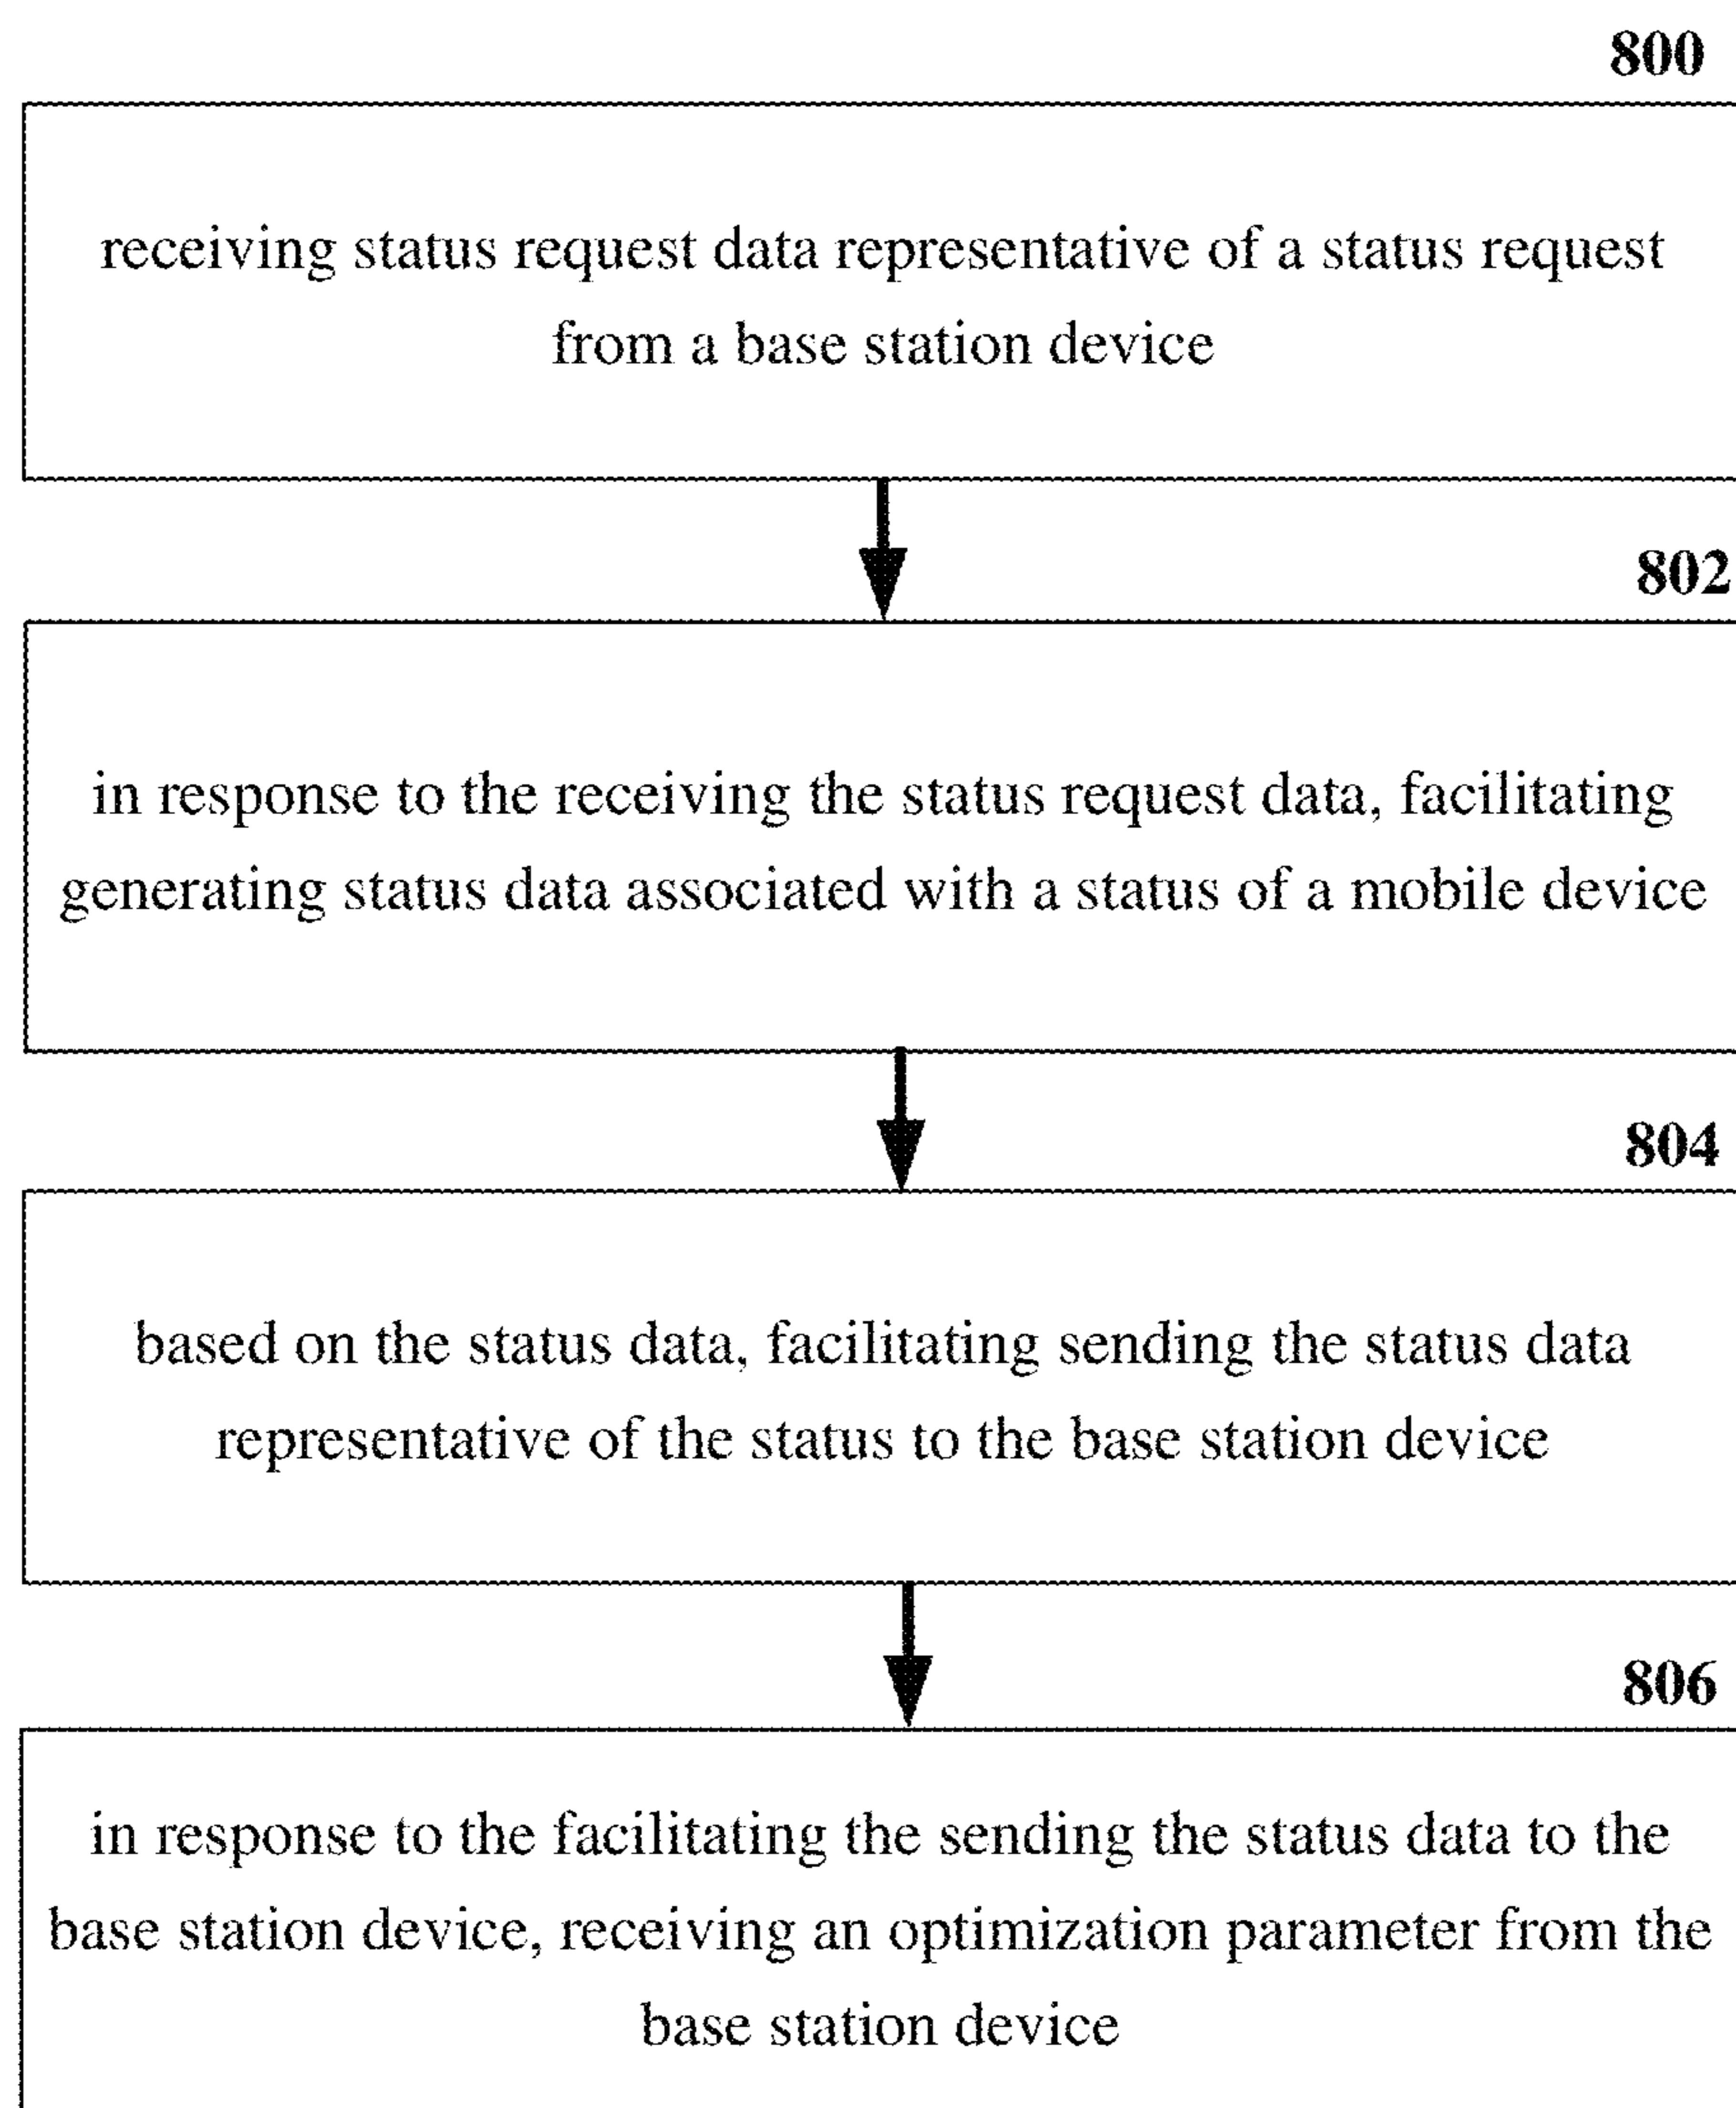 800
receiving status request data representative of a status request
from a base station device
802
in response to the receiving the status request data, facilitating
generating status data associated with a status of a mobile device
804
based on the status data, facilitating sending the status data
representative of the status to the base station device
806
in response to the facilitating the sending the status data to the
base station device, receiving an optimization parameter from the
base station device